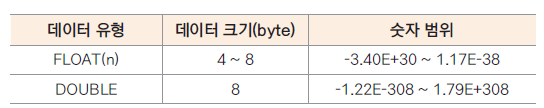 데이터 유형 데이터 크기(byte) 숫자 범위
FLOAT(n) 4 ~ 8 -3.40E+30 ~ 1.17E-38
DOUBLE 8 -1.22E-308 ~ 1.79E+308